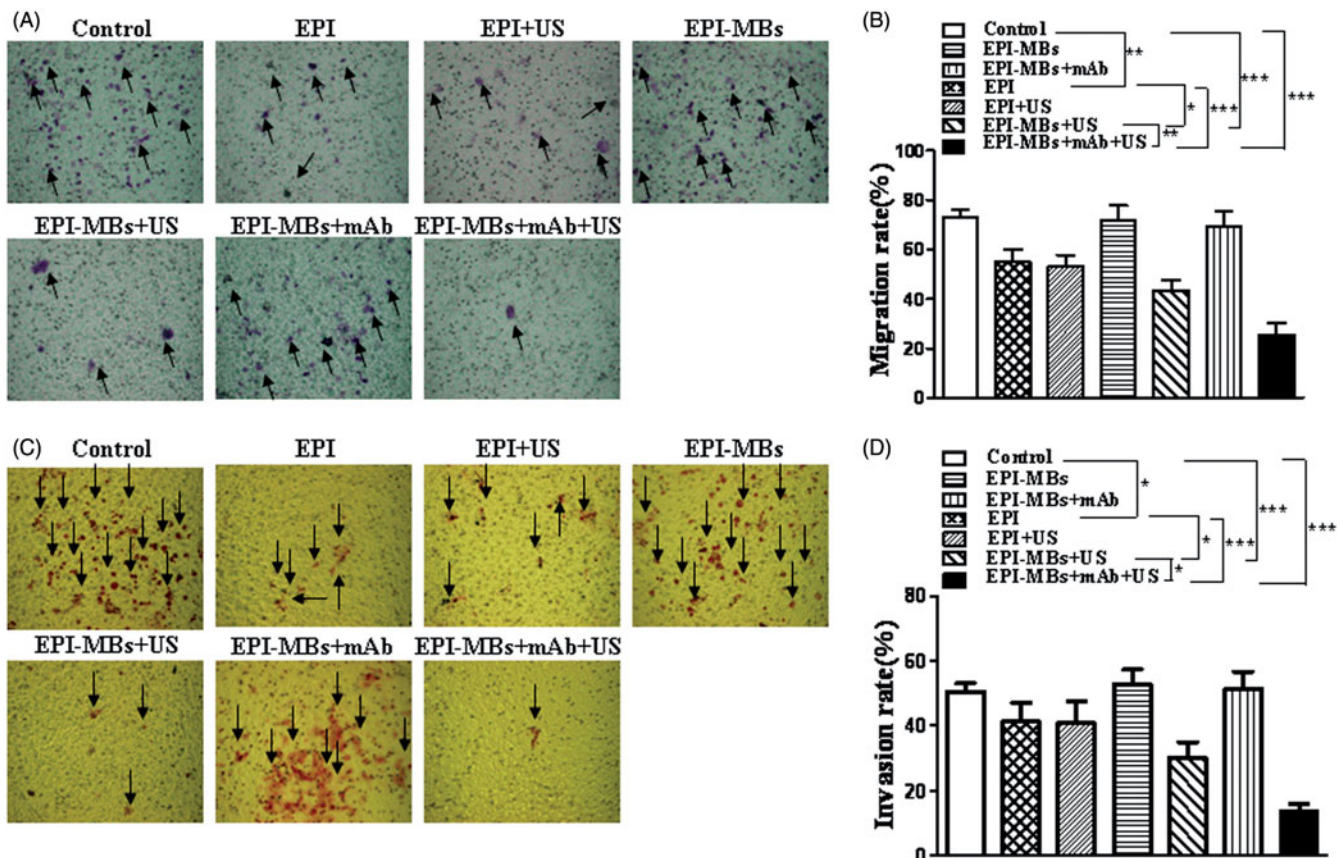 (A)
Control EPI EPI+US EPI-MBs
EPI-MBs+US EPI-MBs+mAb EPI-MBs+mAb+US
(B)
Control
EPI-MBs
EPI-MBs+mAb
EPI
EPI+US
EPI-MBs+US
EPI-MBs+mAb+US
** * ** *** *** ***
Migration rate(%)
100
80
60
40
20
0
(C)
Control EPI EPI+US EPI-MBs
EPI-MBs+US EPI-MBs+mAb EPI-MBs+mAb+US
(D)
Control
EPI-MBs
EPI-MBs+mAb
EPI
EPI+US
EPI-MBs+US
EPI-MBs+mAb+US
* * * *** *** ***
Invasion rate(%)
80
60
40
20
0